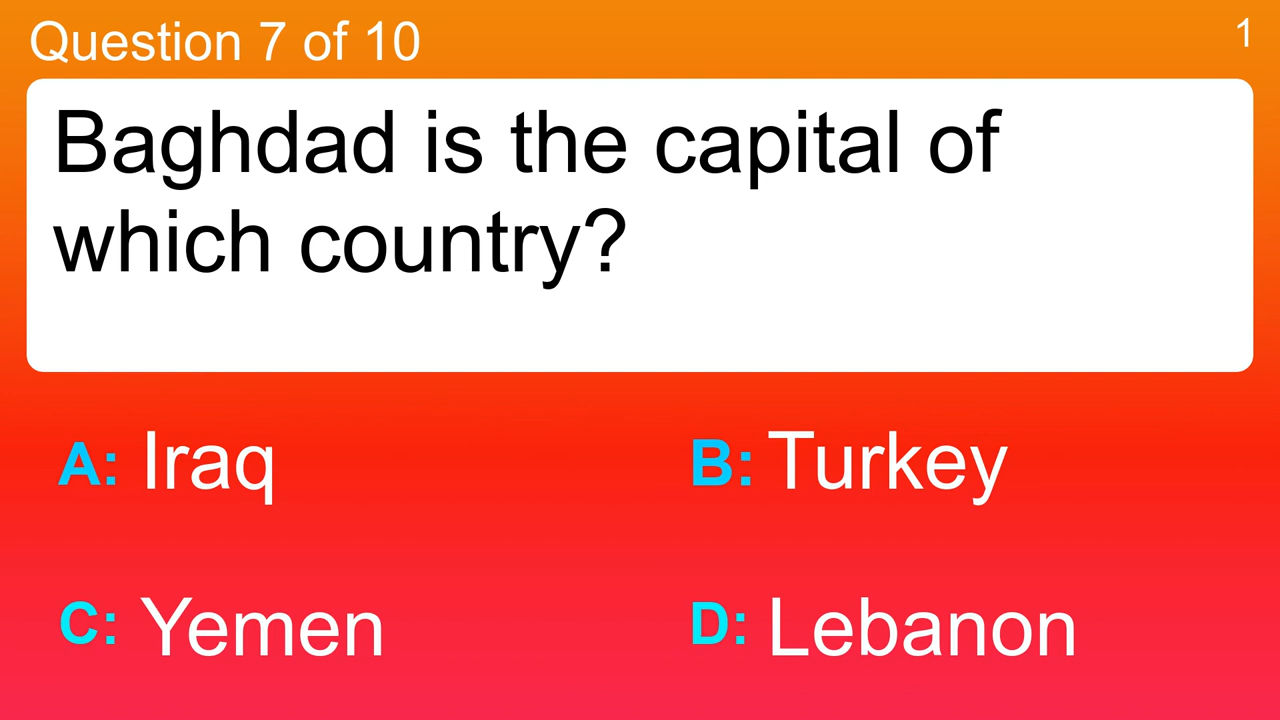 Question 7 of 10
1
Baghdad is the capital of
which country?
A: Iraq
B: Turkey
C: Yemen
D: Lebanon